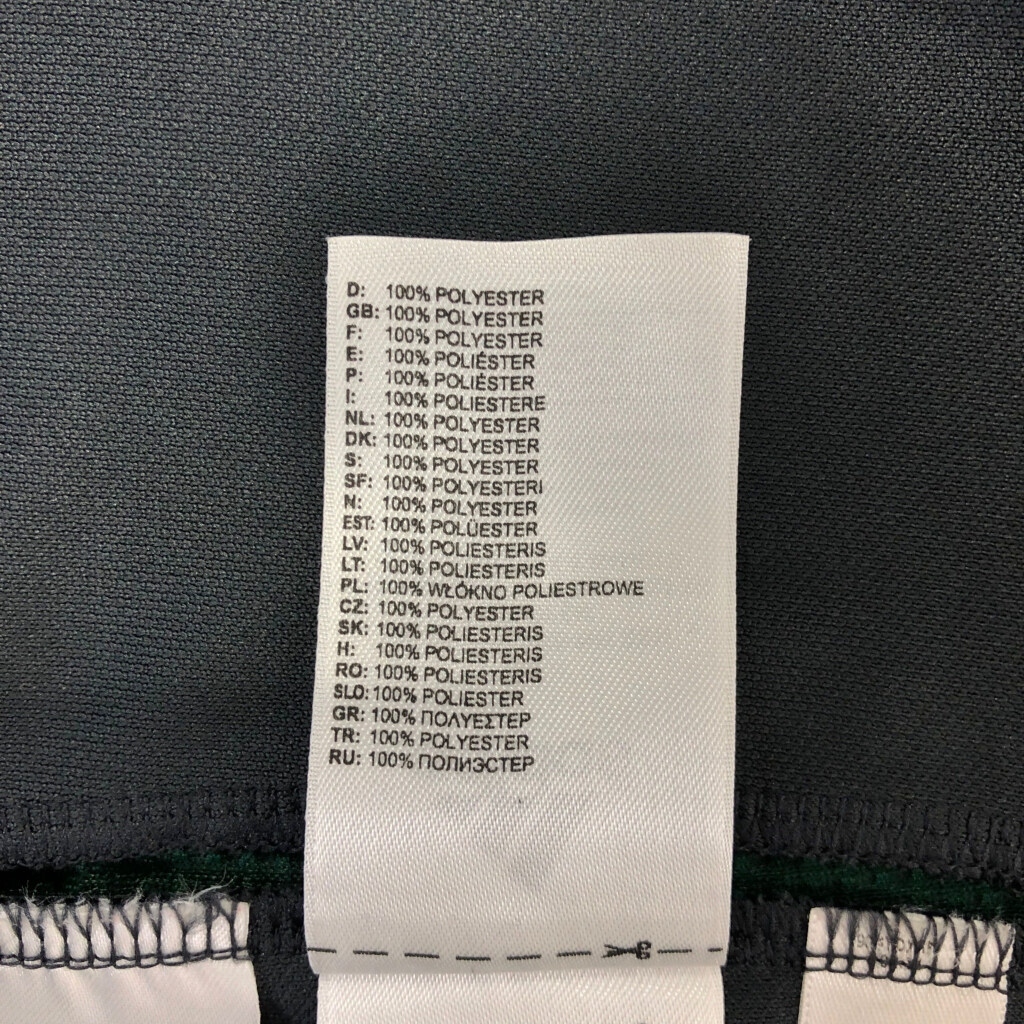 D: 100% POLYESTER
GB: 100% POLYESTER
F: 100% POLYESTER
E: 100% POLIÉSTER
P: 100% POLIÉSTER
I: 100% POLIESTERE
NL: 100% POLYESTER
DK: 100% POLYESTER
S: 100% POLYESTER
SF: 100% POLYESTERI
N: 100% POLYESTER
EST: 100% POLÜESTER
LV: 100% POLIESTERIS
LT: 100% POLIESTERIS
PL: 100% WŁÓKNO POLIESTROWE
CZ: 100% POLYESTER
SK: 100% POLIESTERIS
H: 100% POLIESTERIS
RO: 100% POLIESTERIS
SLO: 100% POLIESTER
GR: 100% ΠΟΛΥΕΣΤΕΡ
TR: 100% POLYESTER
RU: 100% ПОЛИЭСТЕР